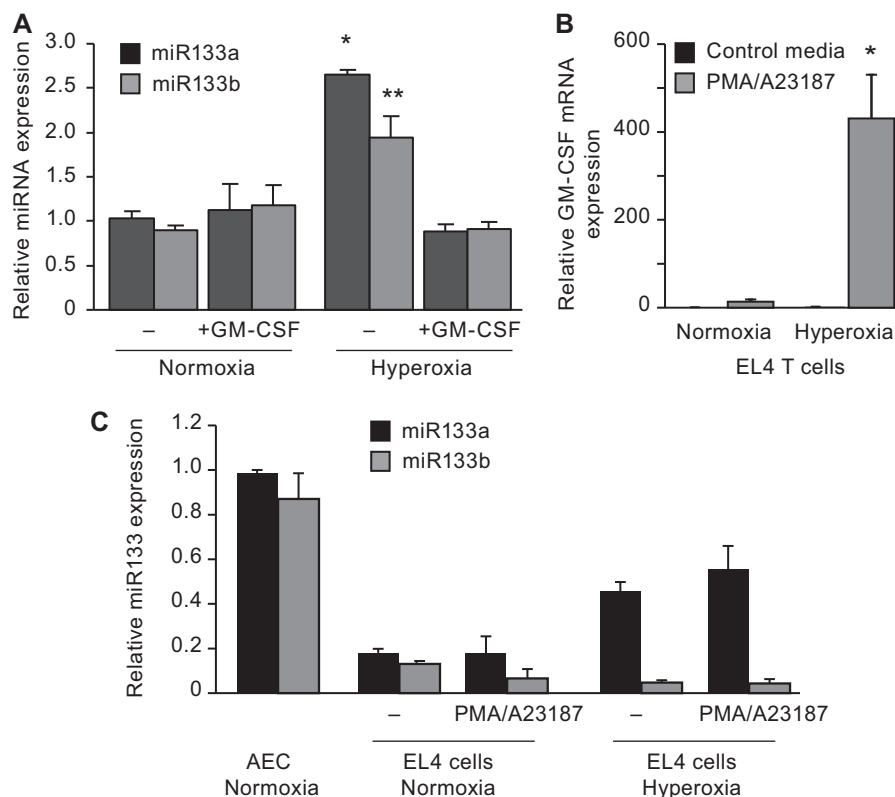 A
Relative miRNA expression
3.0
2.5
2.0
1.5
1.0
0.5
0
miR133a
miR133b
*
**
– +GM-CSF – +GM-CSF
Normoxia Hyperoxia
B
Relative GM-CSF mRNA
expression
600
400
200
0
Control media
PMA/A23187
*
Normoxia Hyperoxia
EL4 T cells
C
Relative miR133 expression
1.2
1.0
0.8
0.6
0.4
0.2
0
miR133a
miR133b
– PMA/A23187 – PMA/A23187
AEC EL4 cells EL4 cells
Normoxia Normoxia Hyperoxia